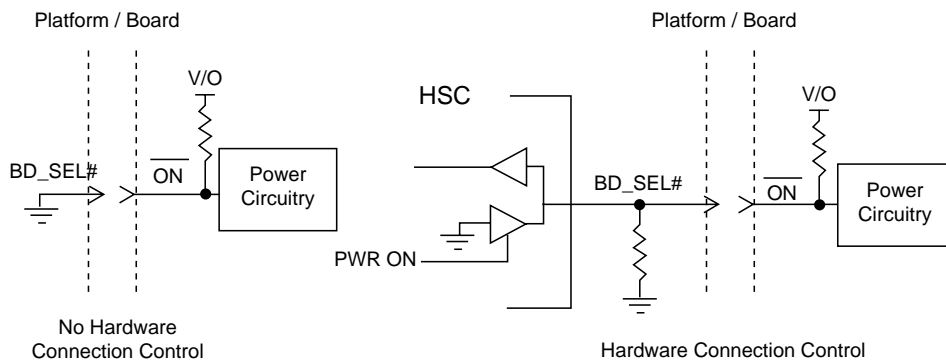 Platform / Board
V/O
BD_SEL#
ON
Power
Circuitry
No Hardware
Connection Control
HSC
PWR ON
BD_SEL#
Platform / Board
V/O
ON
Power
Circuitry
Hardware Connection Control